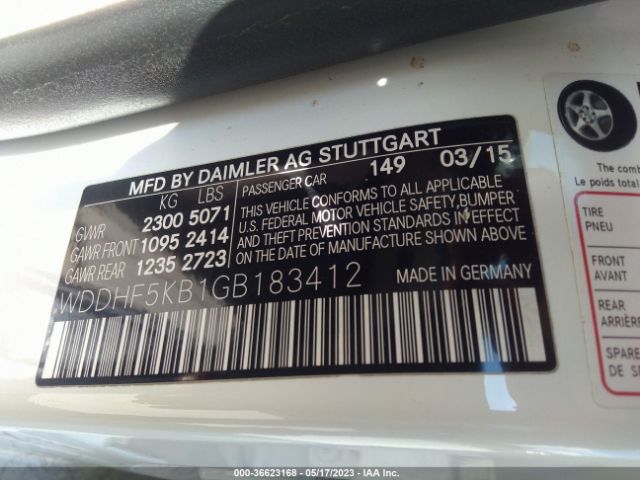 MFD BY DAIMLER AG STUTTGART
KG LBS
GVWR 2300 5071
GAWR FRONT 1095 2414
GAWR REAR 1235 2723
PASSENGER CAR 149 03/15
THIS VEHICLE CONFORMS TO ALL APPLICABLE
U.S. FEDERAL MOTOR VEHICLE SAFETY, BUMPER
AND THEFT PREVENTION STANDARDS IN EFFECT
ON THE DATE OF MANUFACTURE SHOWN ABOVE
WDDHF5KB1GB183412 MADE IN GERMANY
The comb
Le poids total
TIRE
PNEU
FRONT
AVANT
REAR
ARRIÈRE
SPARE
DE SE
000-36623168 - 05/17/2023 - IAA Inc.